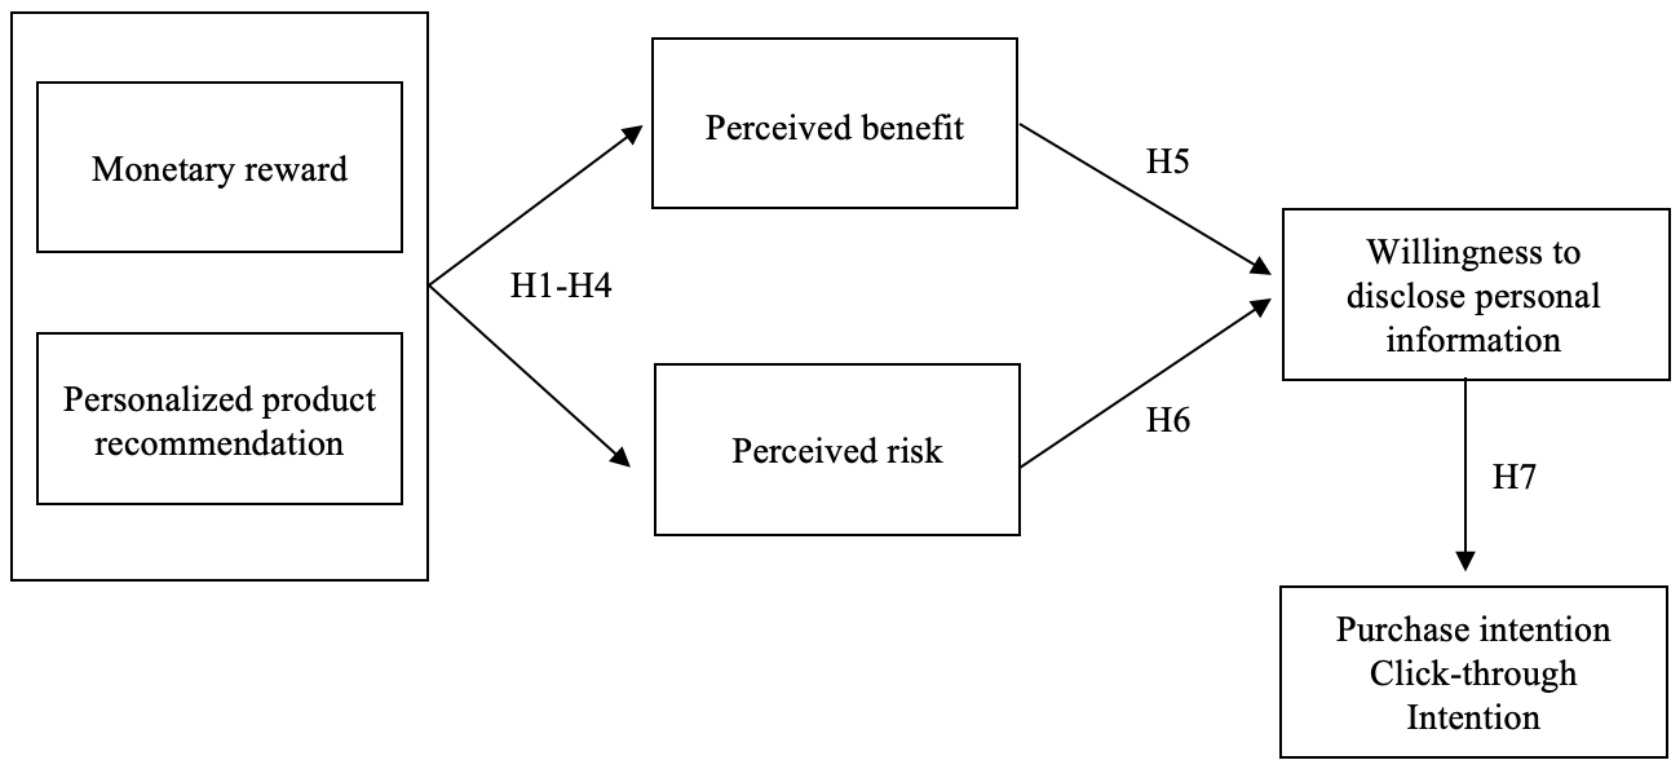 Monetary reward
Personalized product
recommendation
H1-H4
Perceived benefit
Perceived risk
H5
H6
Willingness to
disclose personal
information
H7
Purchase intention
Click-through
Intention